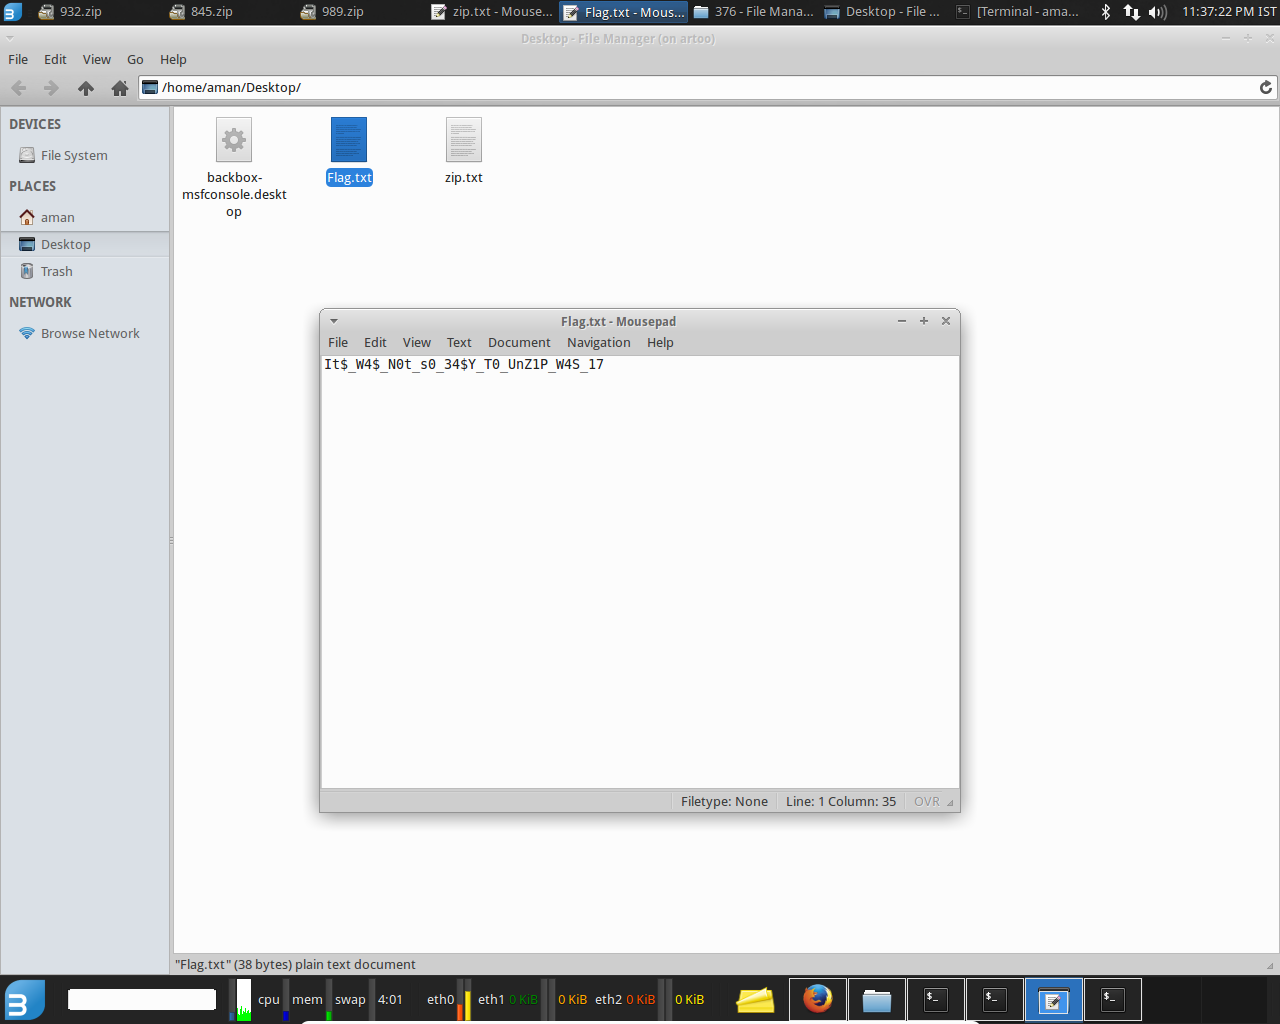 932.zip
845.zip
989.zip
zip.txt - Mouse...
Flag.txt - Mous...
376 - File Mana...
Desktop - File ...
[Terminal - ama...
11:37:22 PM IST
Desktop - File Manager (on artoo)
File Edit View Go Help
/home/aman/Desktop/
DEVICES
File System
PLACES
aman
Desktop
Trash
NETWORK
Browse Network
backbox-
msfconsole.deskt
op
Flag.txt
zip.txt
Flag.txt - Mousepad
File Edit View Text Document Navigation Help
It$_W4$_N0t_s0_34$Y_T0_UnZ1P_W4S_17
Filetype: None
Line: 1 Column: 35
OVR
"Flag.txt" (38 bytes) plain text document
cpu mem swap 4:01 eth0 eth1 0 KiB 0 KiB eth2 0 KiB 0 KiB